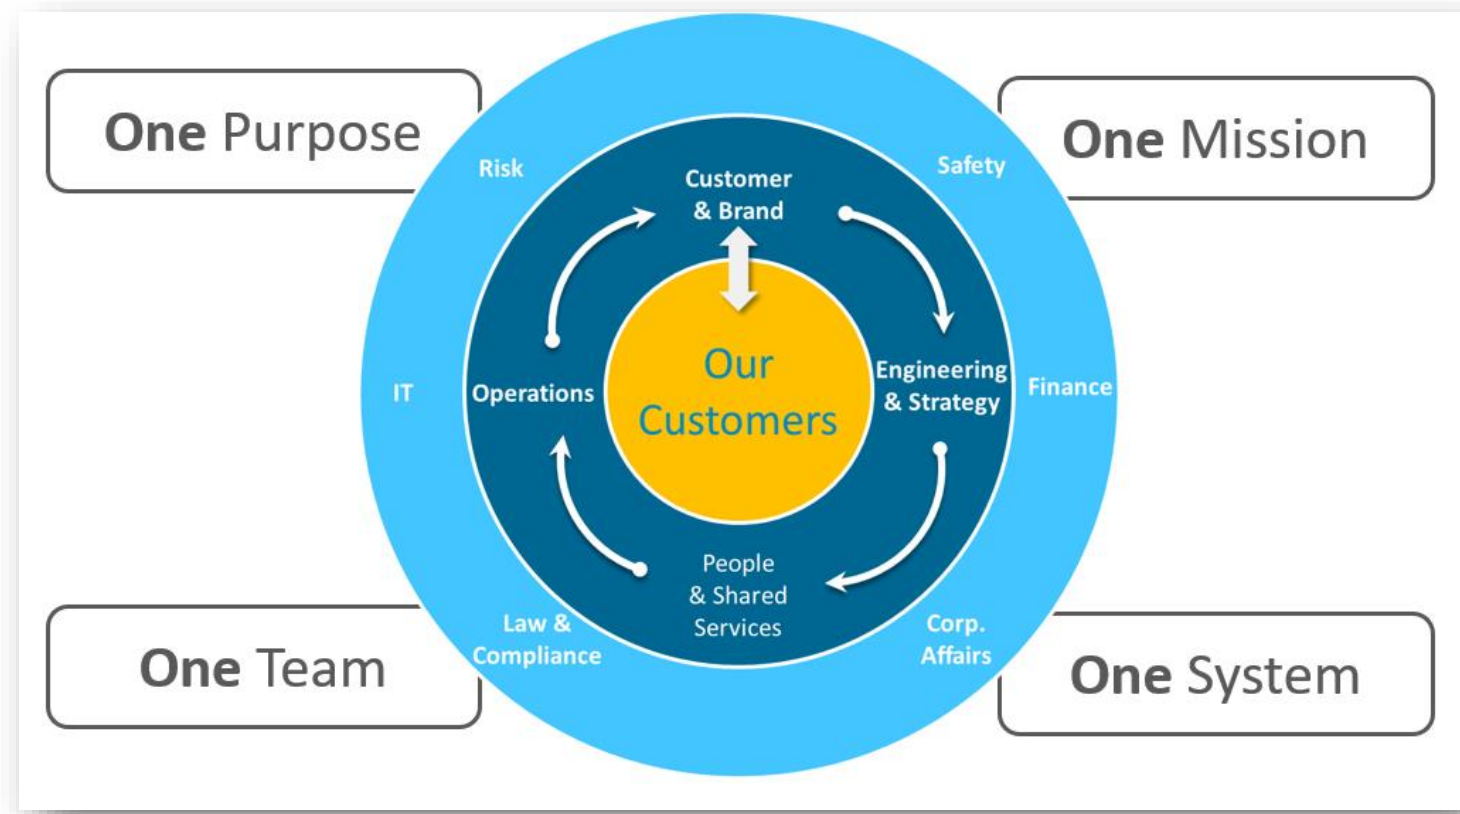 One Purpose
One Mission
Risk
Safety
Customer
& Brand
Our
Customers
Engineering
& Strategy
Operations
IT
Finance
People
& Shared
Services
Law &
Compliance
Corp.
Affairs
One Team
One System